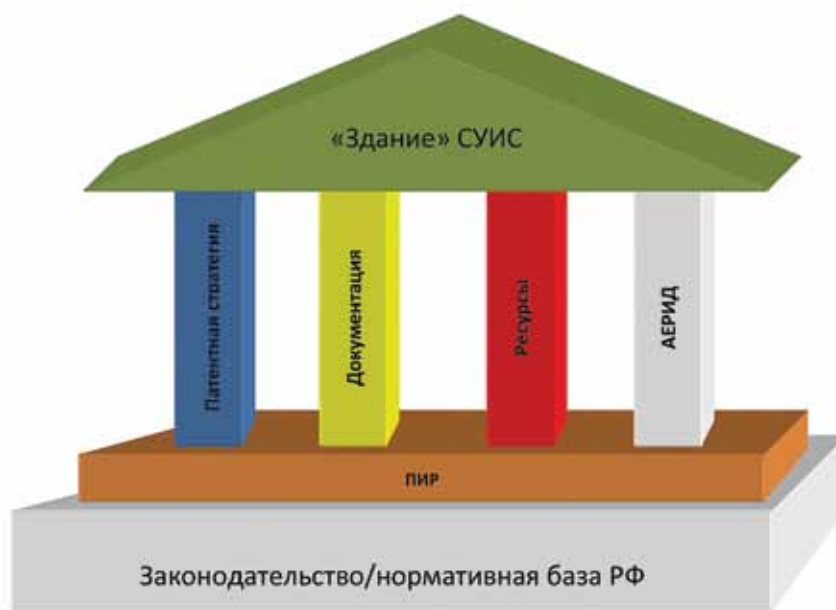 «Здание» СУИС
Патентная стратегия
Документация
Ресурсы
АЕРИД
ПИР
Законодательство/нормативная база РФ